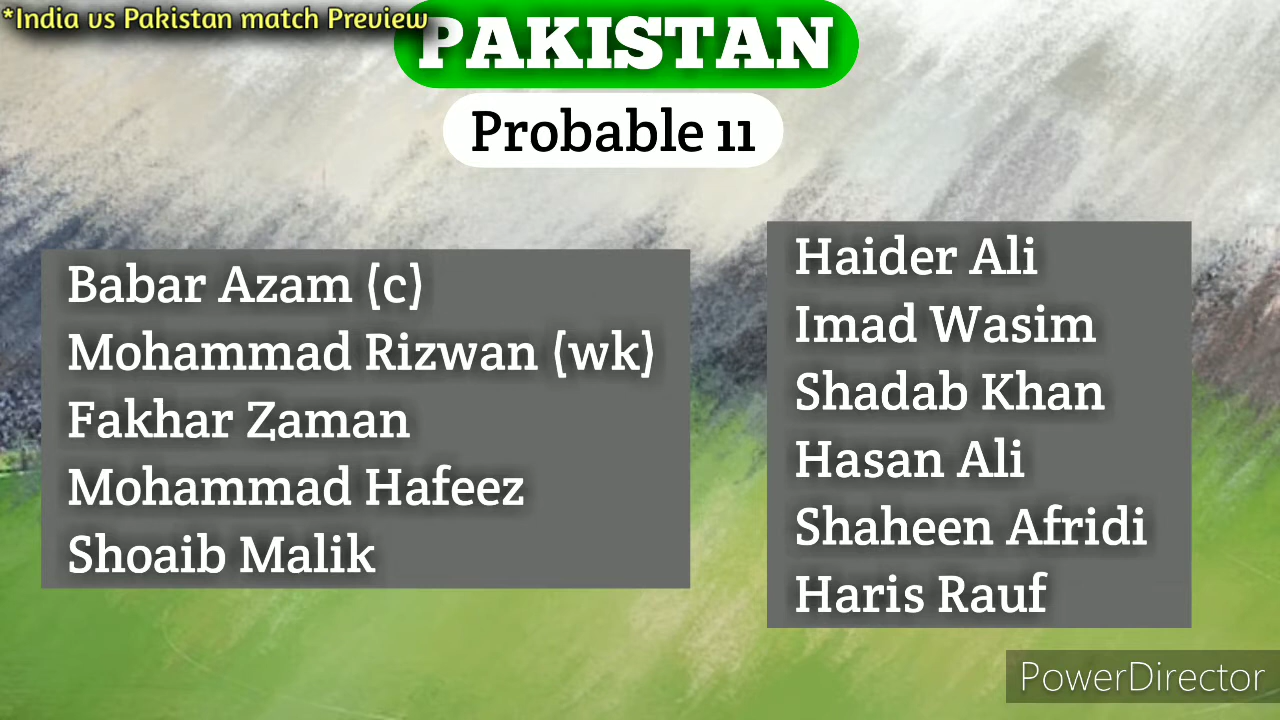 *India vs Pakistan match Preview
PAKISTAN
Probable 11
Babar Azam (c)
Mohammad Rizwan (wk)
Fakhar Zaman
Mohammad Hafeez
Shoaib Malik
Haider Ali
Imad Wasim
Shadab Khan
Hasan Ali
Shaheen Afridi
Haris Rauf
PowerDirector